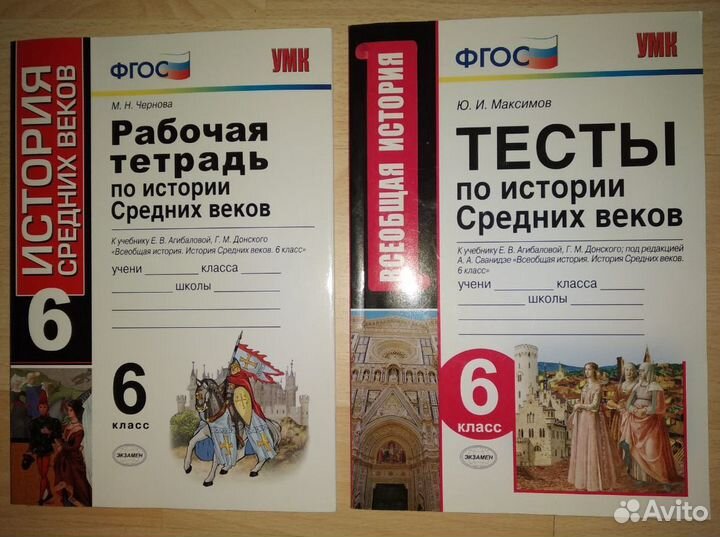 ИСТОРИЯ
СРЕДНИХ ВЕКОВ
6
ФГОС
УМК
М. Н. Чернова
Рабочая
тетрадь
по истории
Средних веков
К учебнику Е. В. Агибаловой, Г. М. Донского
«Всеобщая история. История Средних веков. 6 класс»
учени класса
школы
6
класс
ЭКЗАМЕН
ВСЕОБЩАЯ ИСТОРИЯ
ФГОС
УМК
Ю. И. Максимов
ТЕСТЫ
по истории
Средних веков
К учебнику Е. В. Агибаловой, Г. М. Донского; под редакцией
А. А. Сванидзе «Всеобщая история. История Средних веков.
6 класс»
учени класса
школы
6
класс
ЭКЗАМЕН
Avito